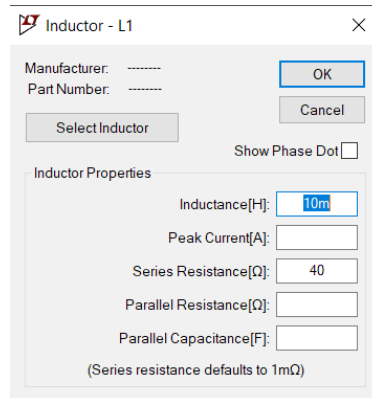 Inductor - L1
Manufacturer: --------
Part Number: --------
OK
Cancel
Select Inductor
Show Phase Dot
Inductor Properties
Inductance[H]: 10m
Peak Current[A]:
Series Resistance[Ω]: 40
Parallel Resistance[Ω]:
Parallel Capacitance[F]:
(Series resistance defaults to 1mΩ)